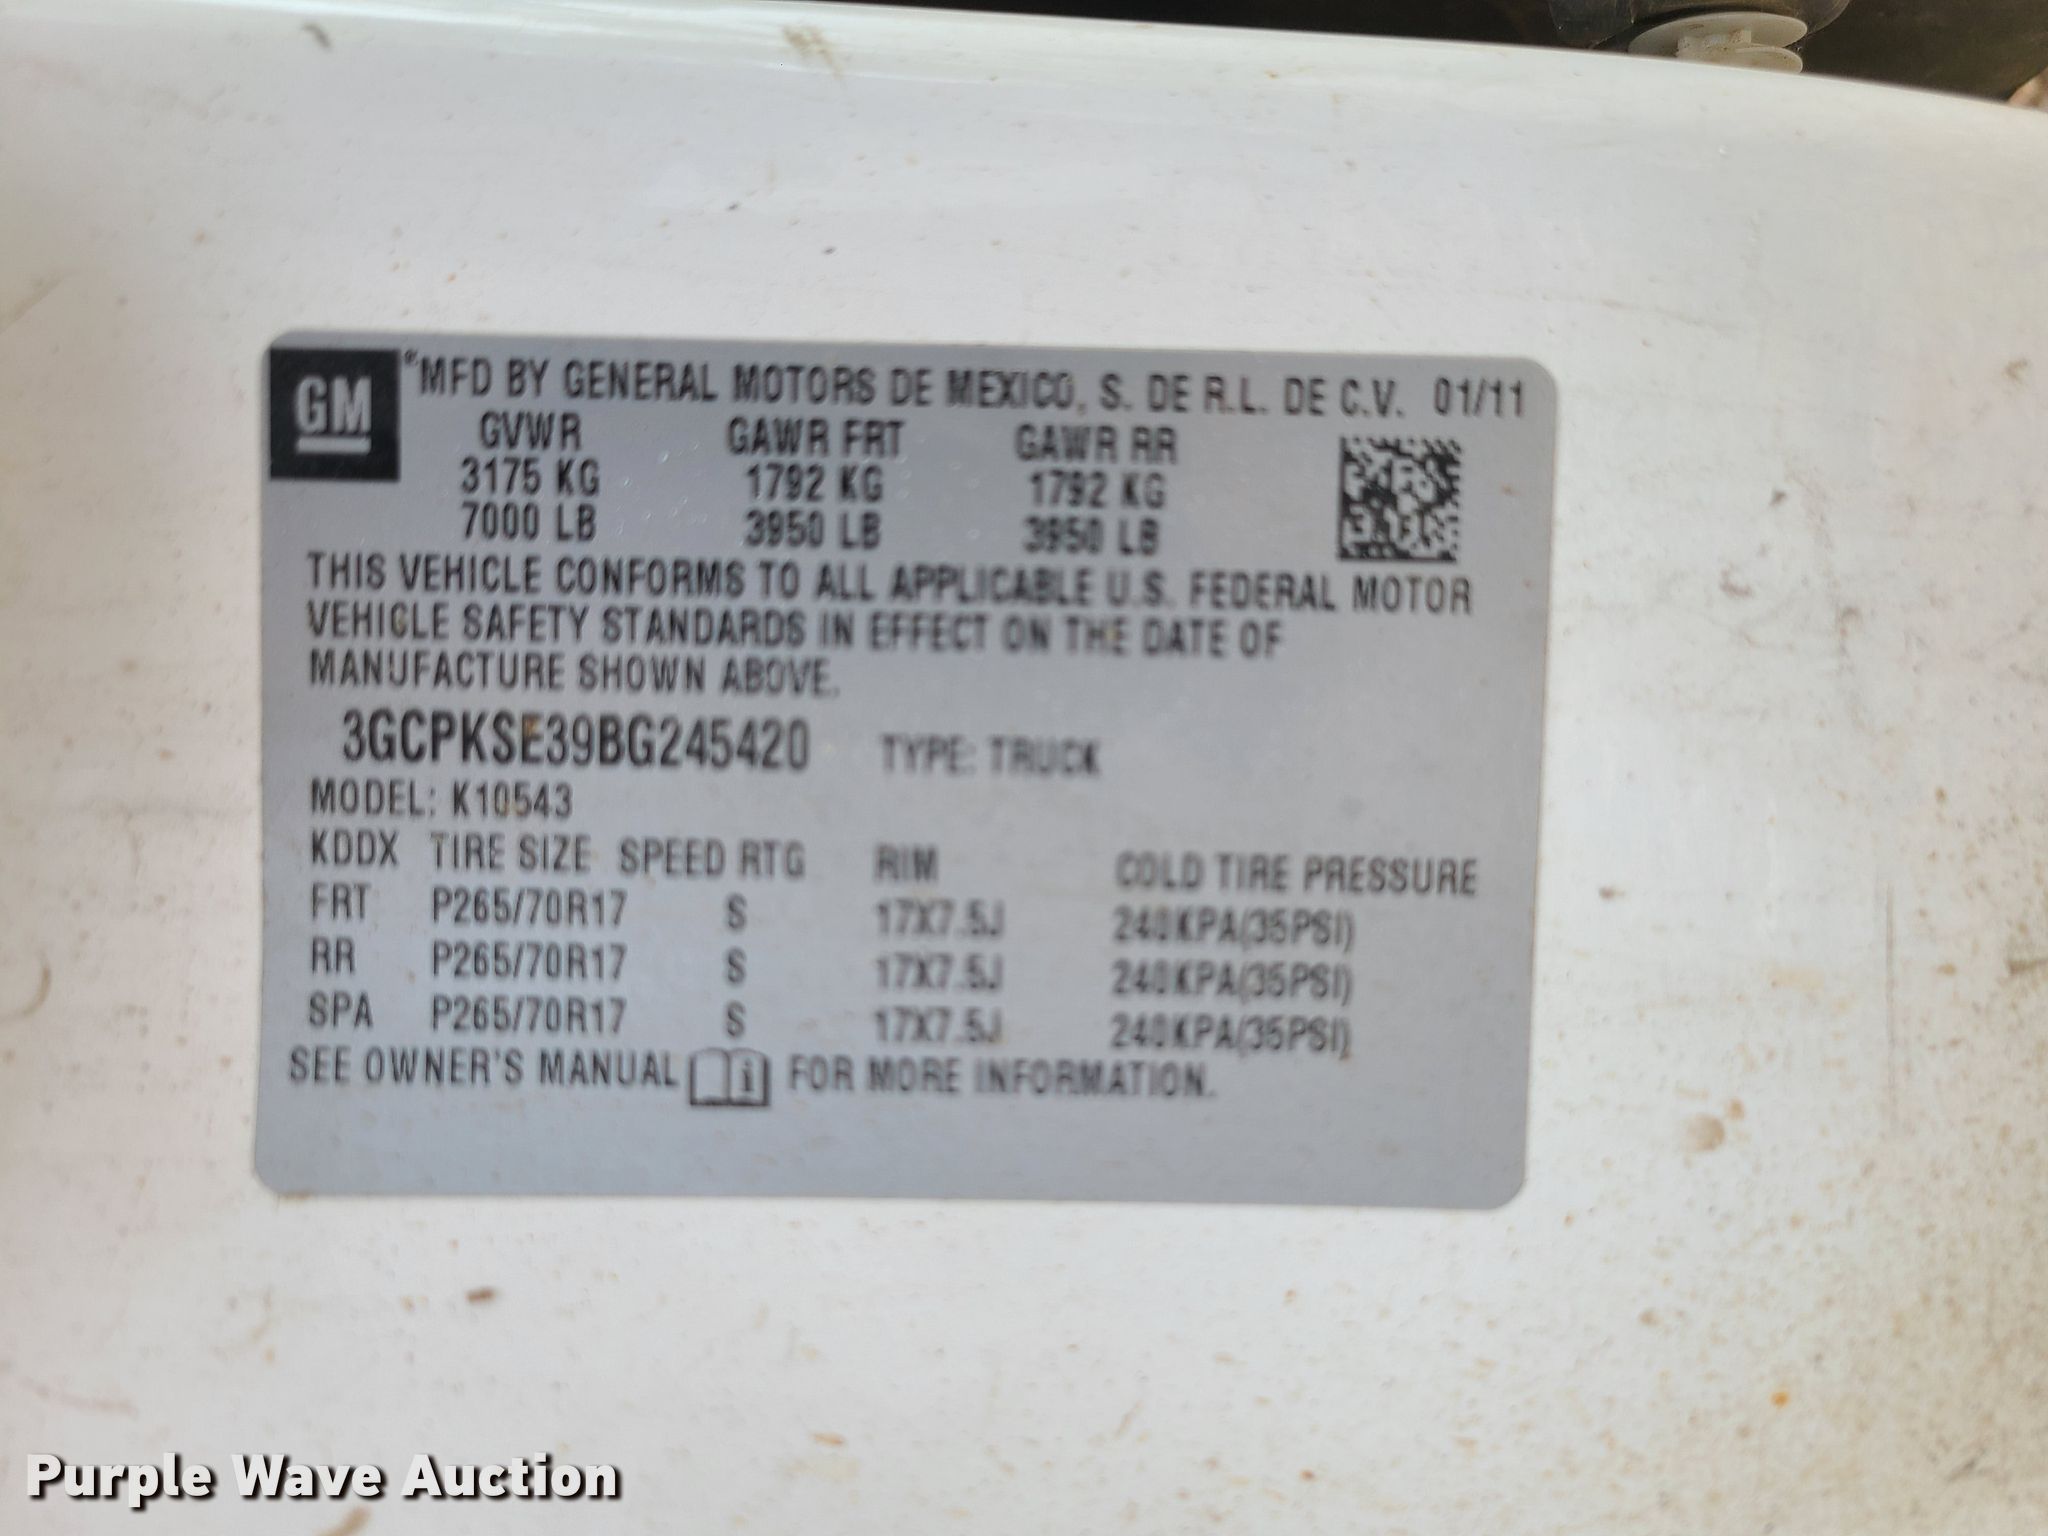 GM
®MFD BY GENERAL MOTORS DE MEXICO, S. DE R.L. DE C.V. 01/11
GVWR GAWR FRT GAWR RR
3175 KG 1792 KG 1792 KG
7000 LB 3950 LB 3950 LB
THIS VEHICLE CONFORMS TO ALL APPLICABLE U.S. FEDERAL MOTOR
VEHICLE SAFETY STANDARDS IN EFFECT ON THE DATE OF
MANUFACTURE SHOWN ABOVE.
3GCPKSE39BG245420 TYPE: TRUCK
MODEL: K10543
KDDX TIRE SIZE SPEED RTG RIM COLD TIRE PRESSURE
FRT P265/70R17 S 17X7.5J 240KPA(35PSI)
RR P265/70R17 S 17X7.5J 240KPA(35PSI)
SPA P265/70R17 S 17X7.5J 240KPA(35PSI)
SEE OWNER'S MANUAL i FOR MORE INFORMATION.
Purple Wave Auction